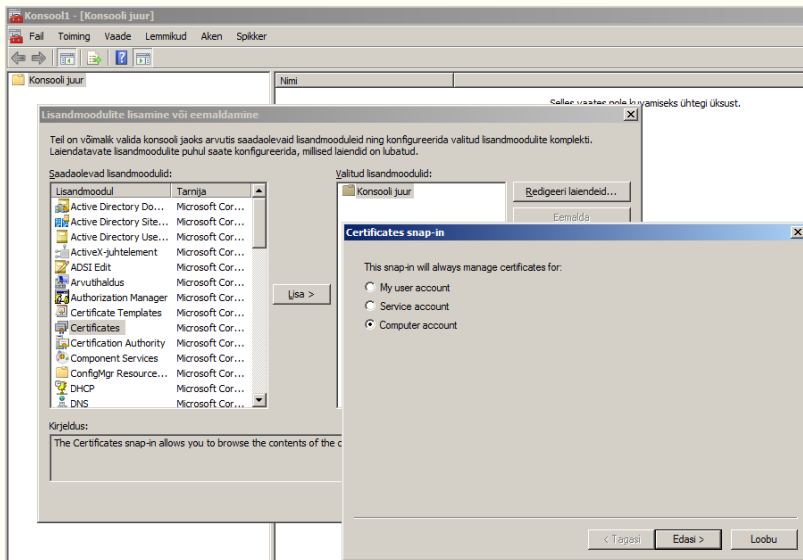 Konsool1 - [Konsooli juur]
Fail Toiming Vaade Lemmikud Aken Spikker
Konsooli juur
Nimi
Selles vaates pole kuvamiseks ühtegi üksust.
Lisandmoodulite lisamine või eemaldamine
Teil on võimalik valida konsooli jaoks arvutis saadaolevaid lisandmooduleid ning konfigureerida valitud lisandmoodulite komplekti.
Laiendatavate lisandmoodulite puhul saate konfigureerida, millised laiendid on lubatud.
Saadaolevad lisandmoodulid:
Lisandmoodul Tarnija
Active Directory Do... Microsoft Cor...
Active Directory Site... Microsoft Cor...
Active Directory Use... Microsoft Cor...
ActiveX-juhtelement Microsoft Cor...
ADSI Edit Microsoft Cor...
Arvutihaldus Microsoft Cor...
Authorization Manager Microsoft Cor...
Certificate Templates Microsoft Cor...
Certificates Microsoft Cor...
Certification Authority Microsoft Cor...
Component Services Microsoft Cor...
ConfigMgr Resource... Microsoft Cor...
DHCP Microsoft Cor...
DNS Microsoft Cor...
Lisa >
Valitud lisandmoodulid:
Konsooli juur
Redigeeri laiendeid...
Eemalda
Kirjeldus:
The Certificates snap-in allows you to browse the contents of the c
Certificates snap-in
This snap-in will always manage certificates for:
My user account
Service account
Computer account
< Tagasi Edasi > Loobu